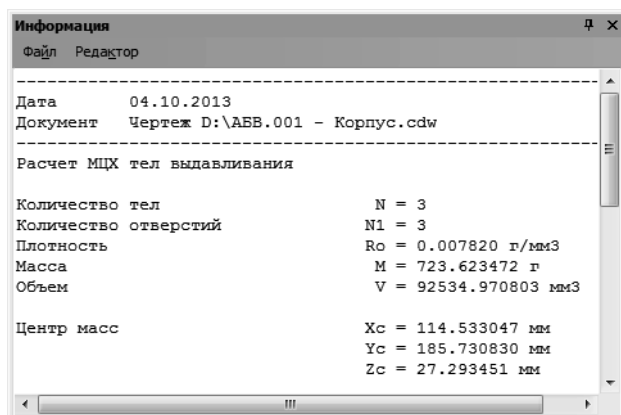 Информация
Файл Редактор
Дата 04.10.2013
Документ Чертеж D:\АБВ.001 - Корпус.cdw
Расчет МЦХ тел выдавливания
Количество тел N = 3
Количество отверстий N1 = 3
Плотность Ro = 0.007820 г/мм3
Масса M = 723.623472 г
Объем V = 92534.970803 мм3
Центр масс Xc = 114.533047 мм
Yc = 185.730830 мм
Zc = 27.293451 мм